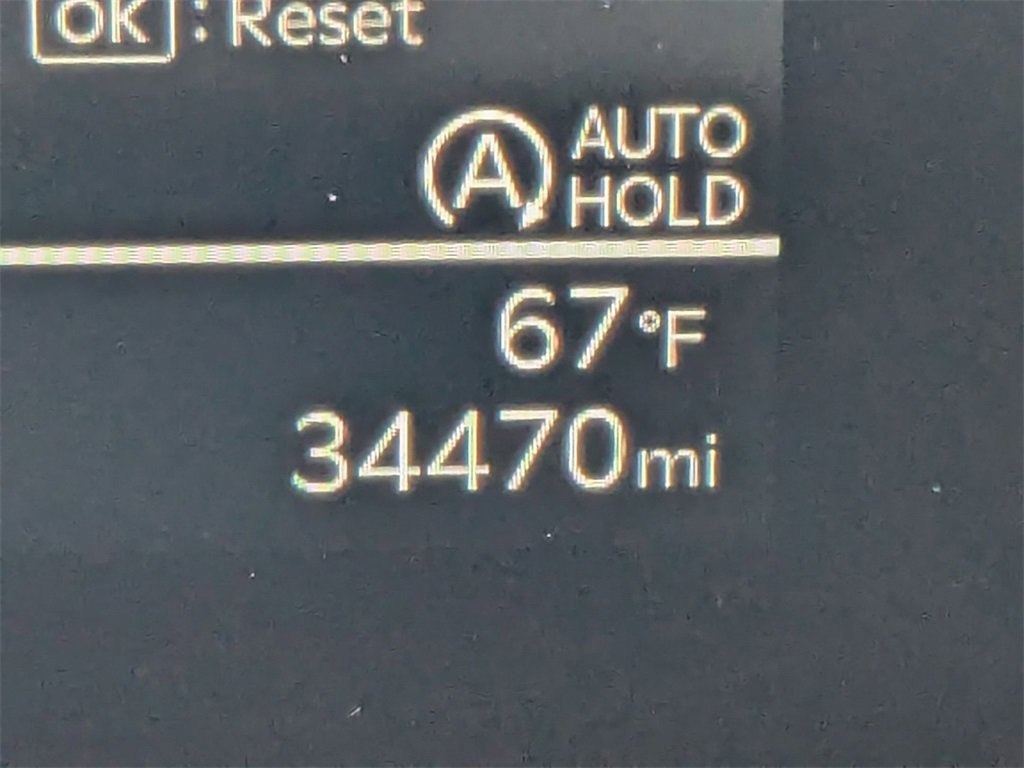 OK : Reset
A AUTO
HOLD
67°F
34470mi